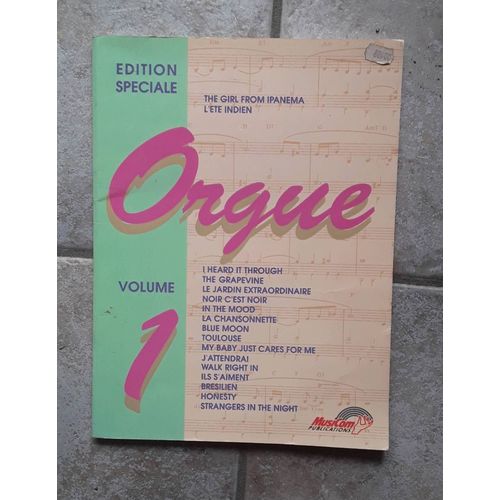 EDITION
SPECIALE
THE GIRL FROM IPANEMA
L'ETE INDIEN
Orgue
VOLUME
1
I HEARD IT THROUGH
THE GRAPEVINE
LE JARDIN EXTRAORDINAIRE
NOIR C'EST NOIR
IN THE MOOD
LA CHANSONNETTE
BLUE MOON
TOULOUSE
MY BABY JUST CARES FOR ME
J'ATTENDRAI
WALK RIGHT IN
ILS S'AIMENT
BRESILIEN
HONESTY
STRANGERS IN THE NIGHT
MusiCom
PUBLICATIONS